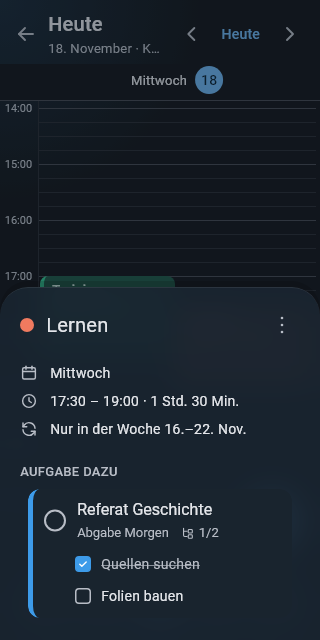 Heute
18. November · K…
Heute
Mittwoch 18
14:00
15:00
16:00
17:00
Lernen
Mittwoch
17:30 – 19:00 · 1 Std. 30 Min.
Nur in der Woche 16.–22. Nov.
AUFGABE DAZU
Referat Geschichte
Abgabe Morgen 1/2
Quellen suchen
Folien bauen